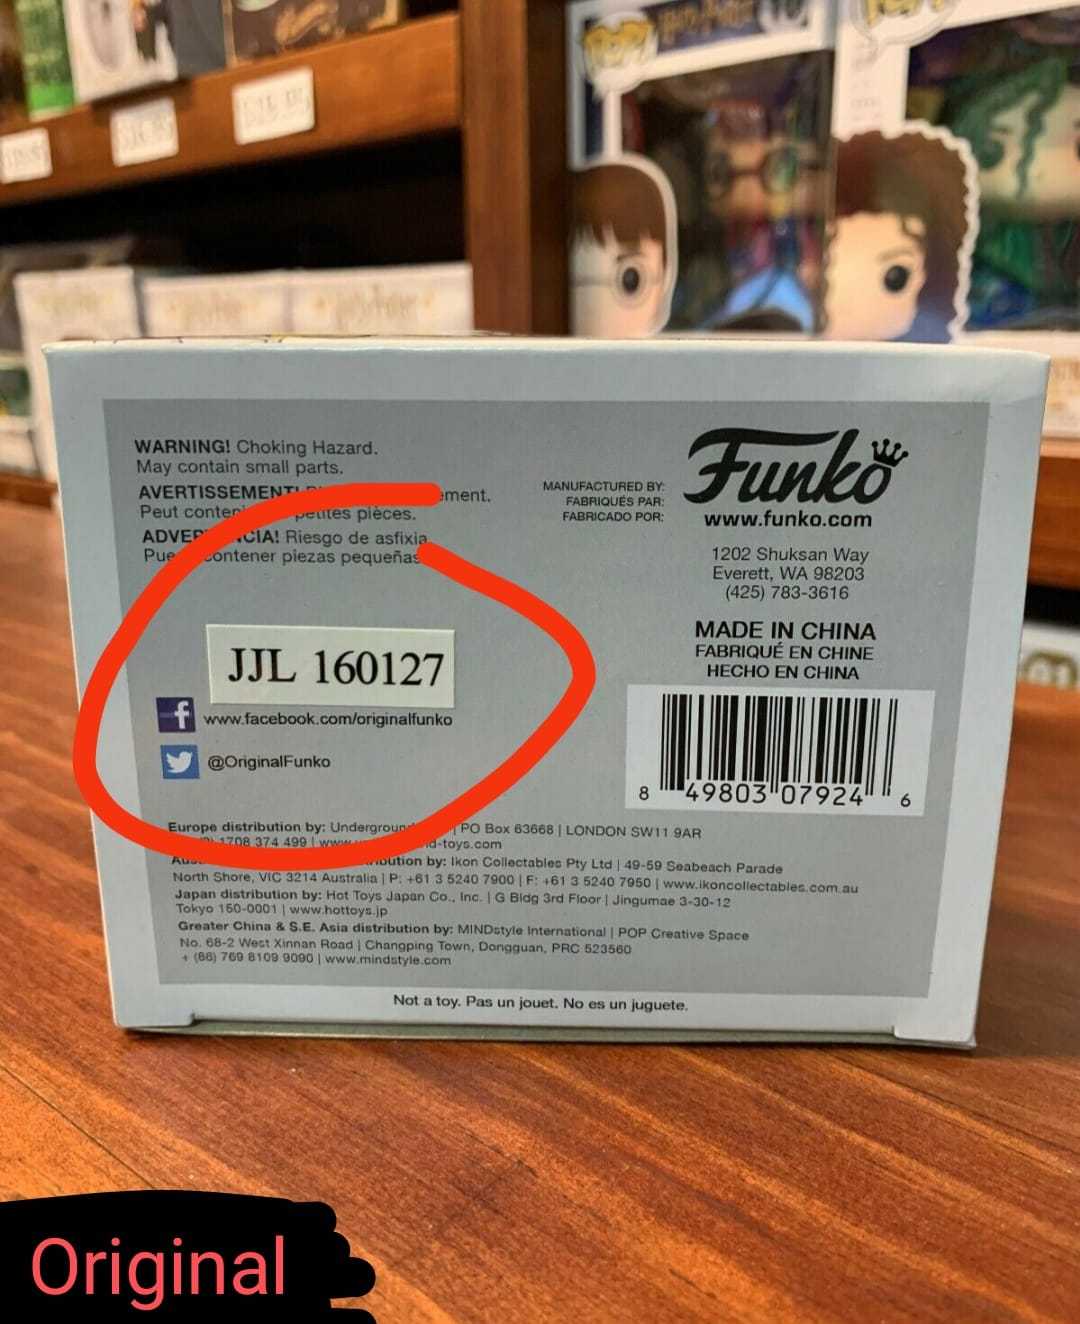 WARNING! Choking Hazard.
May contain small parts.
AVERTISSEMENT! ement.
Peut conten petites pièces.
ADVE CIA! Riesgo de asfixia
Pue contener piezas pequeñas
JJL 160127
www.facebook.com/originalfunko
@OriginalFunko
MANUFACTURED BY:
FABRIQUÉS PAR:
FABRICADO POR:
Funko
www.funko.com
1202 Shuksan Way
Everett, WA 98203
(425) 783-3616
MADE IN CHINA
FABRIQUÉ EN CHINE
HECHO EN CHINA
8 49803 07924 6
Europe distribution by: Undergroun | PO Box 63668 | LONDON SW11 9AR
1708 374 499 | d-toys.com
ribution by: Ikon Collectables Pty Ltd | 49-59 Seabeach Parade
North Shore, VIC 3214 Australia | P: +61 3 5240 7900 | F: +61 3 5240 7950 | www.ikoncollectables.com.au
Japan distribution by: Hot Toys Japan Co., Inc. | G Bldg 3rd Floor | Jingumae 3-30-12
Tokyo 150-0001 | www.hottoys.jp
Greater China & S.E. Asia distribution by: MINDstyle International | POP Creative Space
No. 68-2 West Xinnan Road | Changping Town, Dongguan, PRC 523560
+ (86) 769 8109 9090 | www.mindstyle.com
Not a toy. Pas un jouet. No es un juguete.
Original